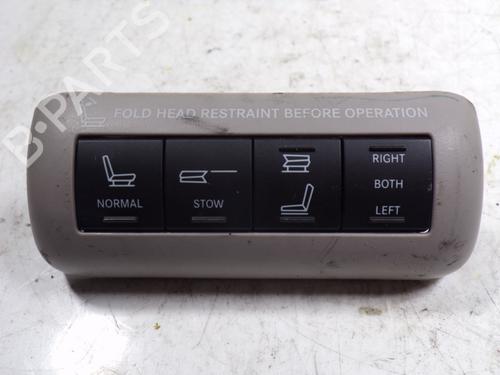 FOLD HEAD RESTRAINT BEFORE OPERATION
NORMAL
STOW
RIGHT
BOTH
LEFT
B-PARTS